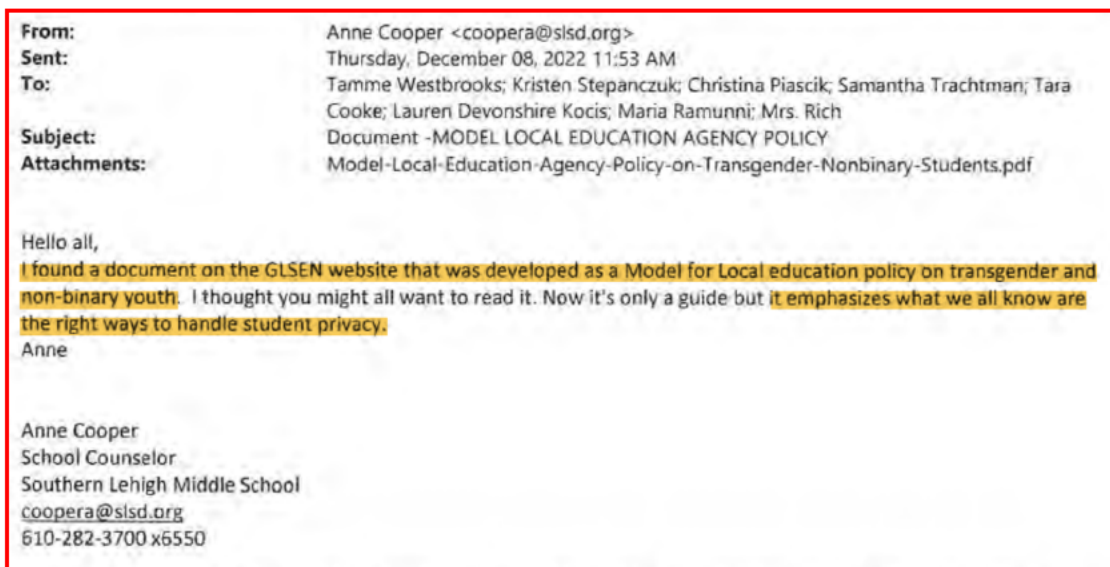 From: Anne Cooper <coopera@slsd.org>
Sent: Thursday, December 08, 2022 11:53 AM
To: Tamme Westbrooks; Kristen Stepanczuk; Christina Piascik; Samantha Trachtman; Tara
Cooke; Lauren Devonshire Kocis; Maria Ramunni; Mrs. Rich
Subject: Document -MODEL LOCAL EDUCATION AGENCY POLICY
Attachments: Model-Local-Education-Agency-Policy-on-Transgender-Nonbinary-Students.pdf
Hello all,
I found a document on the GLSEN website that was developed as a Model for Local education policy on transgender and
non-binary youth. I thought you might all want to read it. Now it's only a guide but it emphasizes what we all know are
the right ways to handle student privacy.
Anne
Anne Cooper
School Counselor
Southern Lehigh Middle School
coopera@slsd.org
610-282-3700 x6550